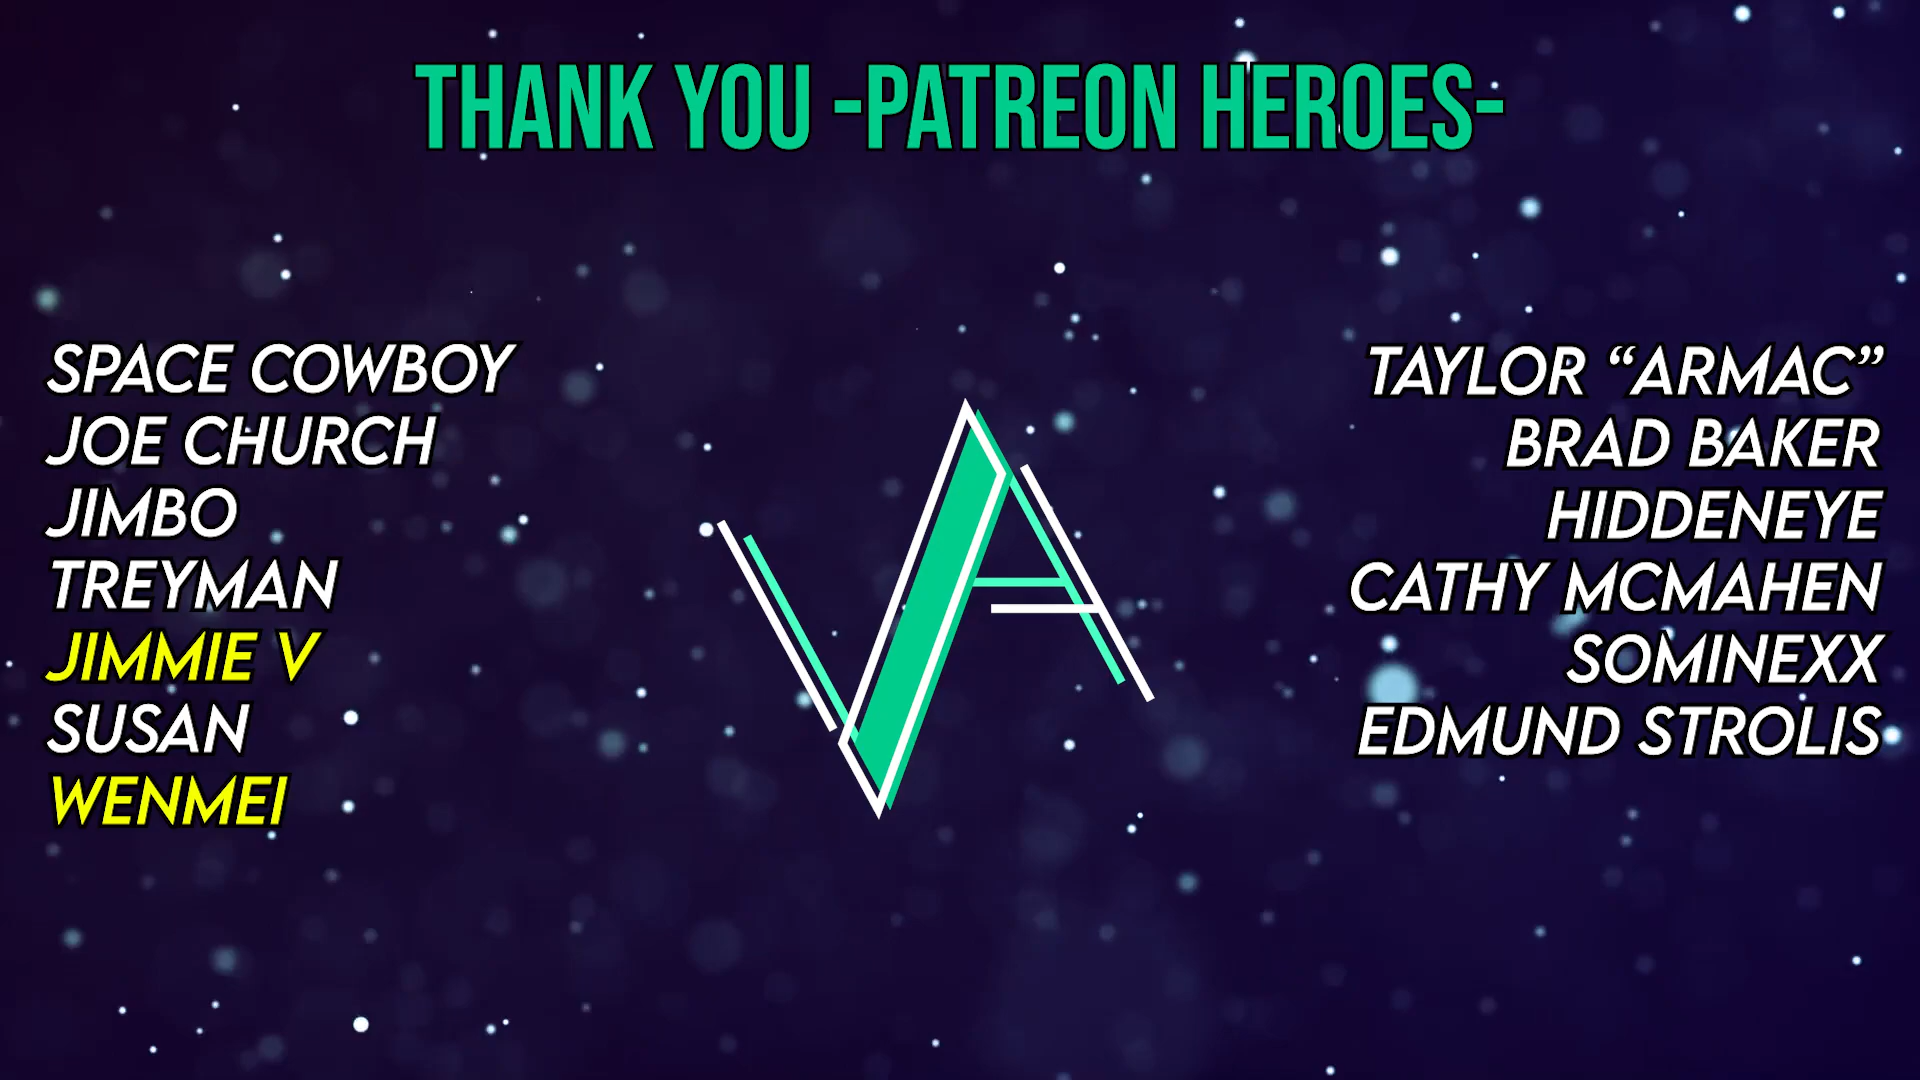 THANK YOU -PATREON HEROES-
SPACE COWBOY
JOE CHURCH
JIMBO
TREYMAN
JIMMIE V
SUSAN
WENMEI
VA
TAYLOR “ARMAC”
BRAD BAKER
HIDDENEYE
CATHY MCMAHEN
SOMINEXX
EDMUND STROLIS